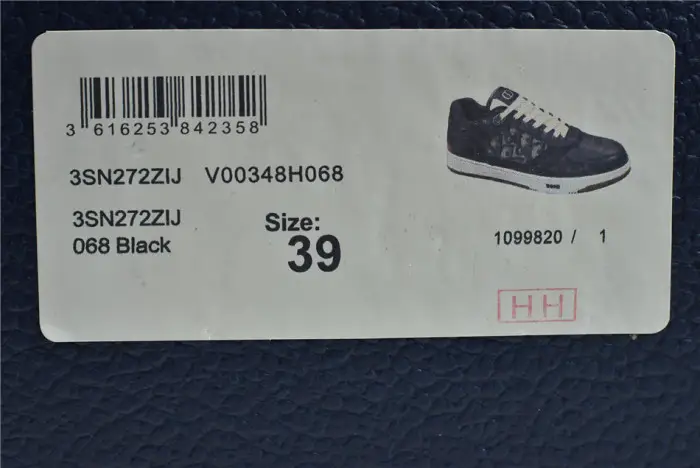 3 616253 842358
3SN272ZIJ V00348H068
3SN272ZIJ
068 Black
Size:
39
1099820 / 1
HH